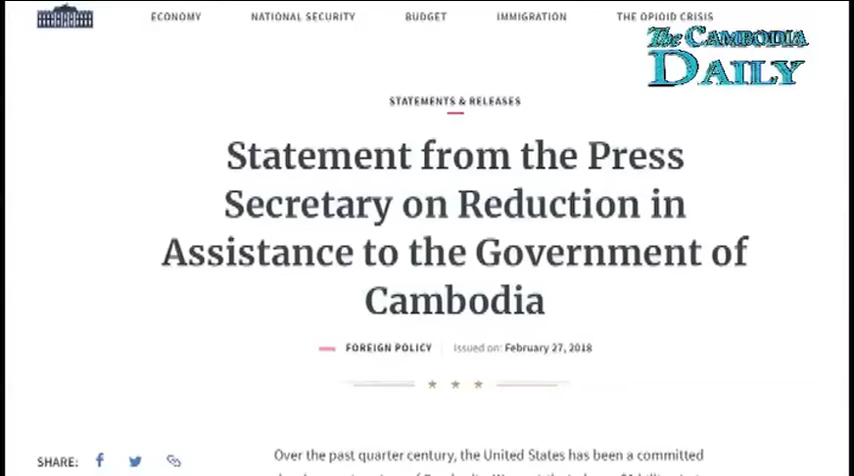 ECONOMY NATIONAL SECURITY BUDGET IMMIGRATION THE OPIOID CRISIS
The CAMBODIA
DAILY
STATEMENTS & RELEASES
Statement from the Press
Secretary on Reduction in
Assistance to the Government of
Cambodia
FOREIGN POLICY Issued on: February 27, 2018
SHARE:
Over the past quarter century, the United States has been a committed